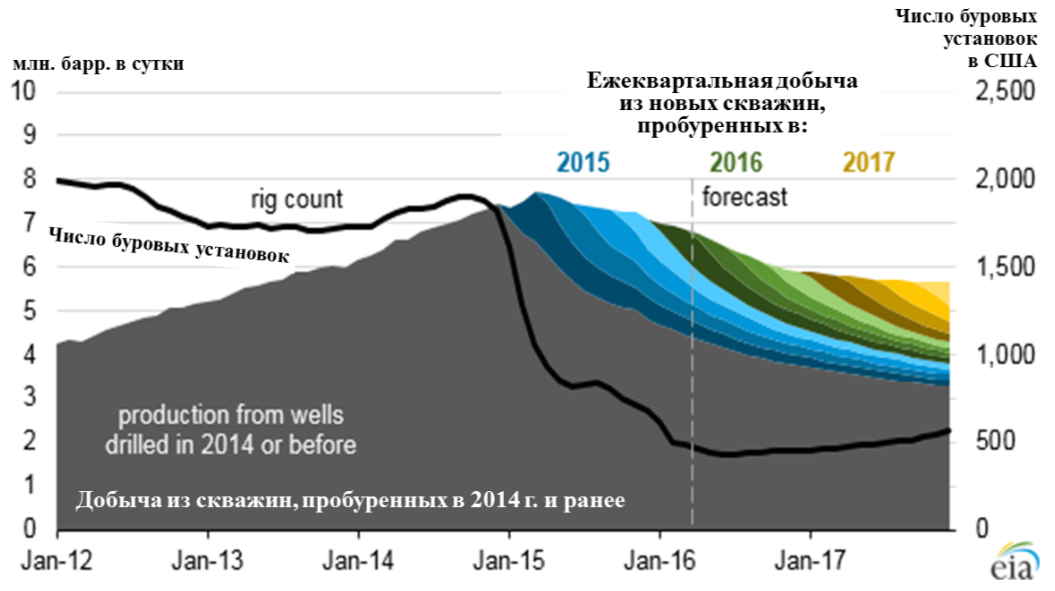 Число буровых
установок
в США
млн. барр. в сутки
Ежеквартальная добыча
из новых скважин,
пробуренных в:
2015 2016 2017
rig count
forecast
Число буровых установок
production from wells
drilled in 2014 or before
Добыча из скважин, пробуренных в 2014 г. и ранее
10 2,500
9
8 2,000
7
6 1,500
5
4 1,000
3
2 500
1
0 0
Jan-12 Jan-13 Jan-14 Jan-15 Jan-16 Jan-17
eia